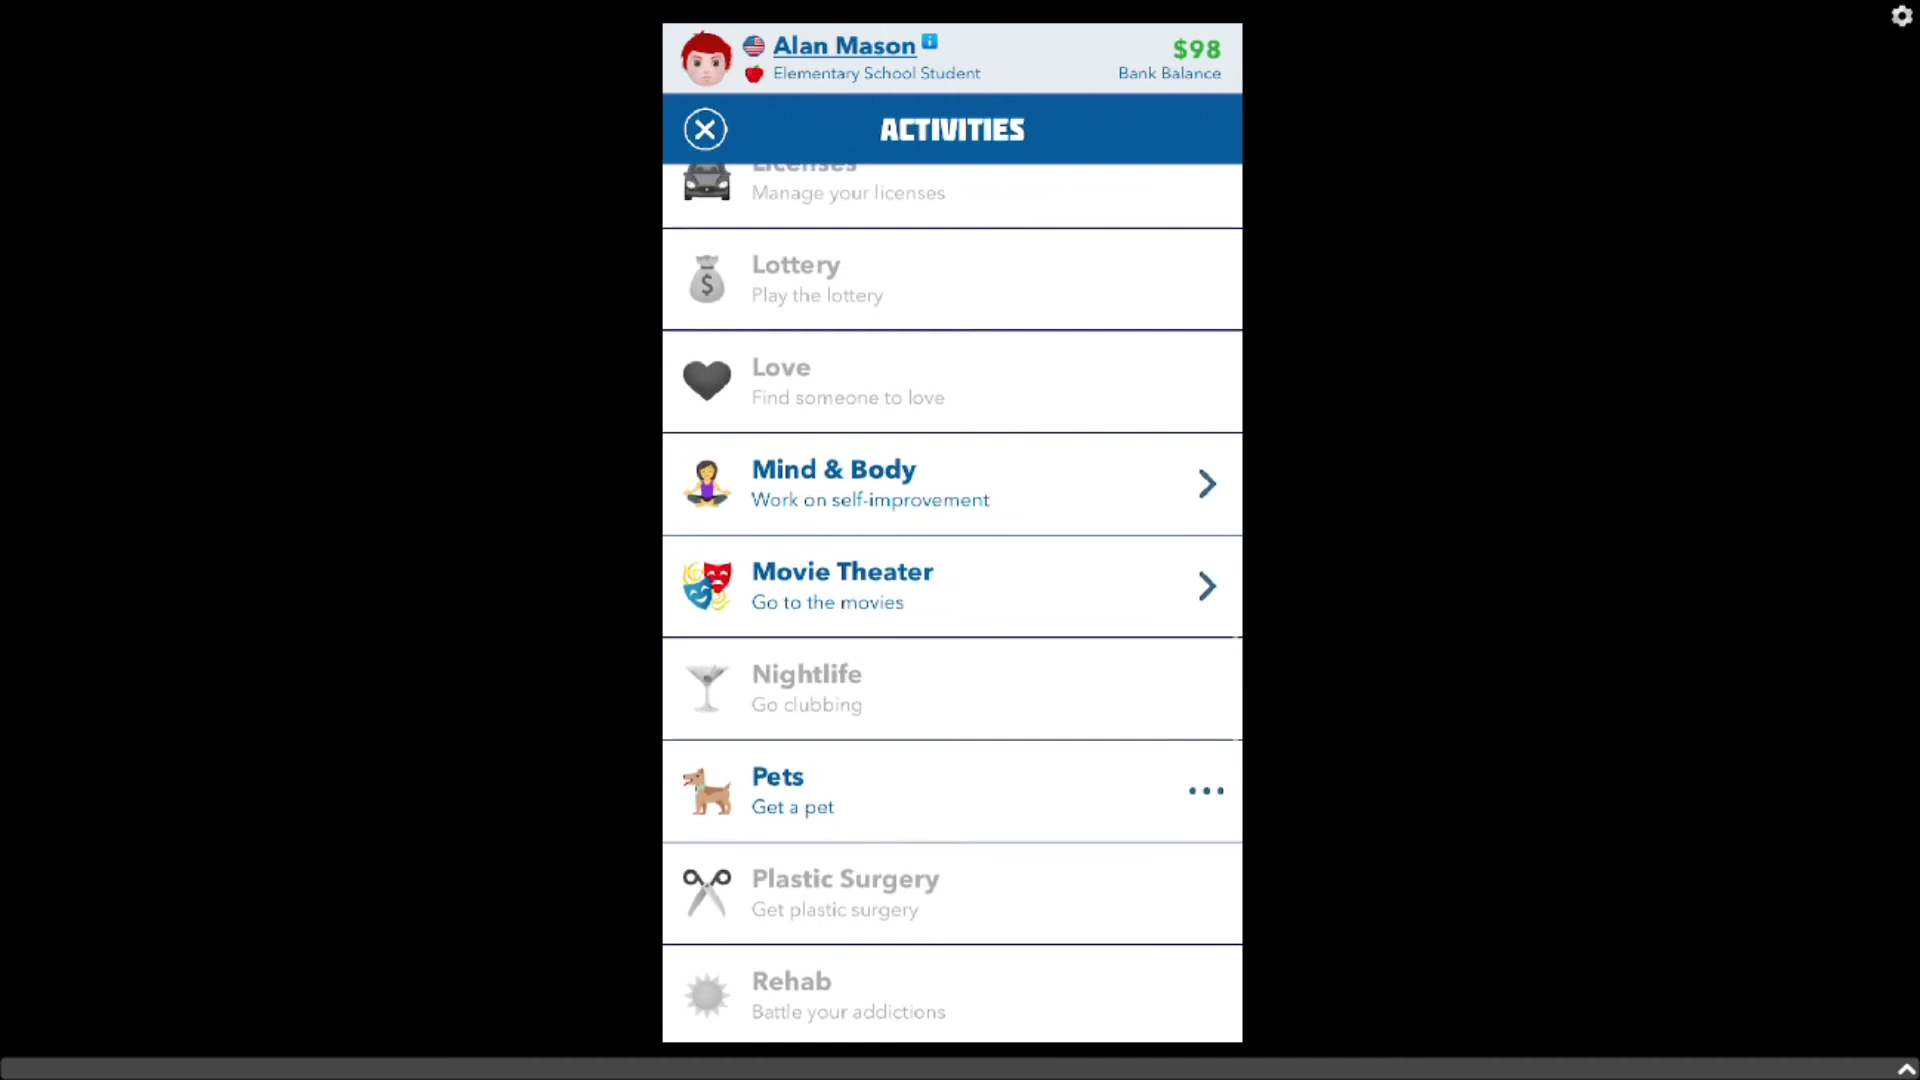 Alan Mason
$98
Elementary School Student
Bank Balance
ACTIVITIES
Licenses
Manage your licenses
Lottery
Play the lottery
Love
Find someone to love
Mind & Body
Work on self-improvement
Movie Theater
Go to the movies
Nightlife
Go clubbing
Pets
Get a pet
Plastic Surgery
Get plastic surgery
Rehab
Battle your addictions